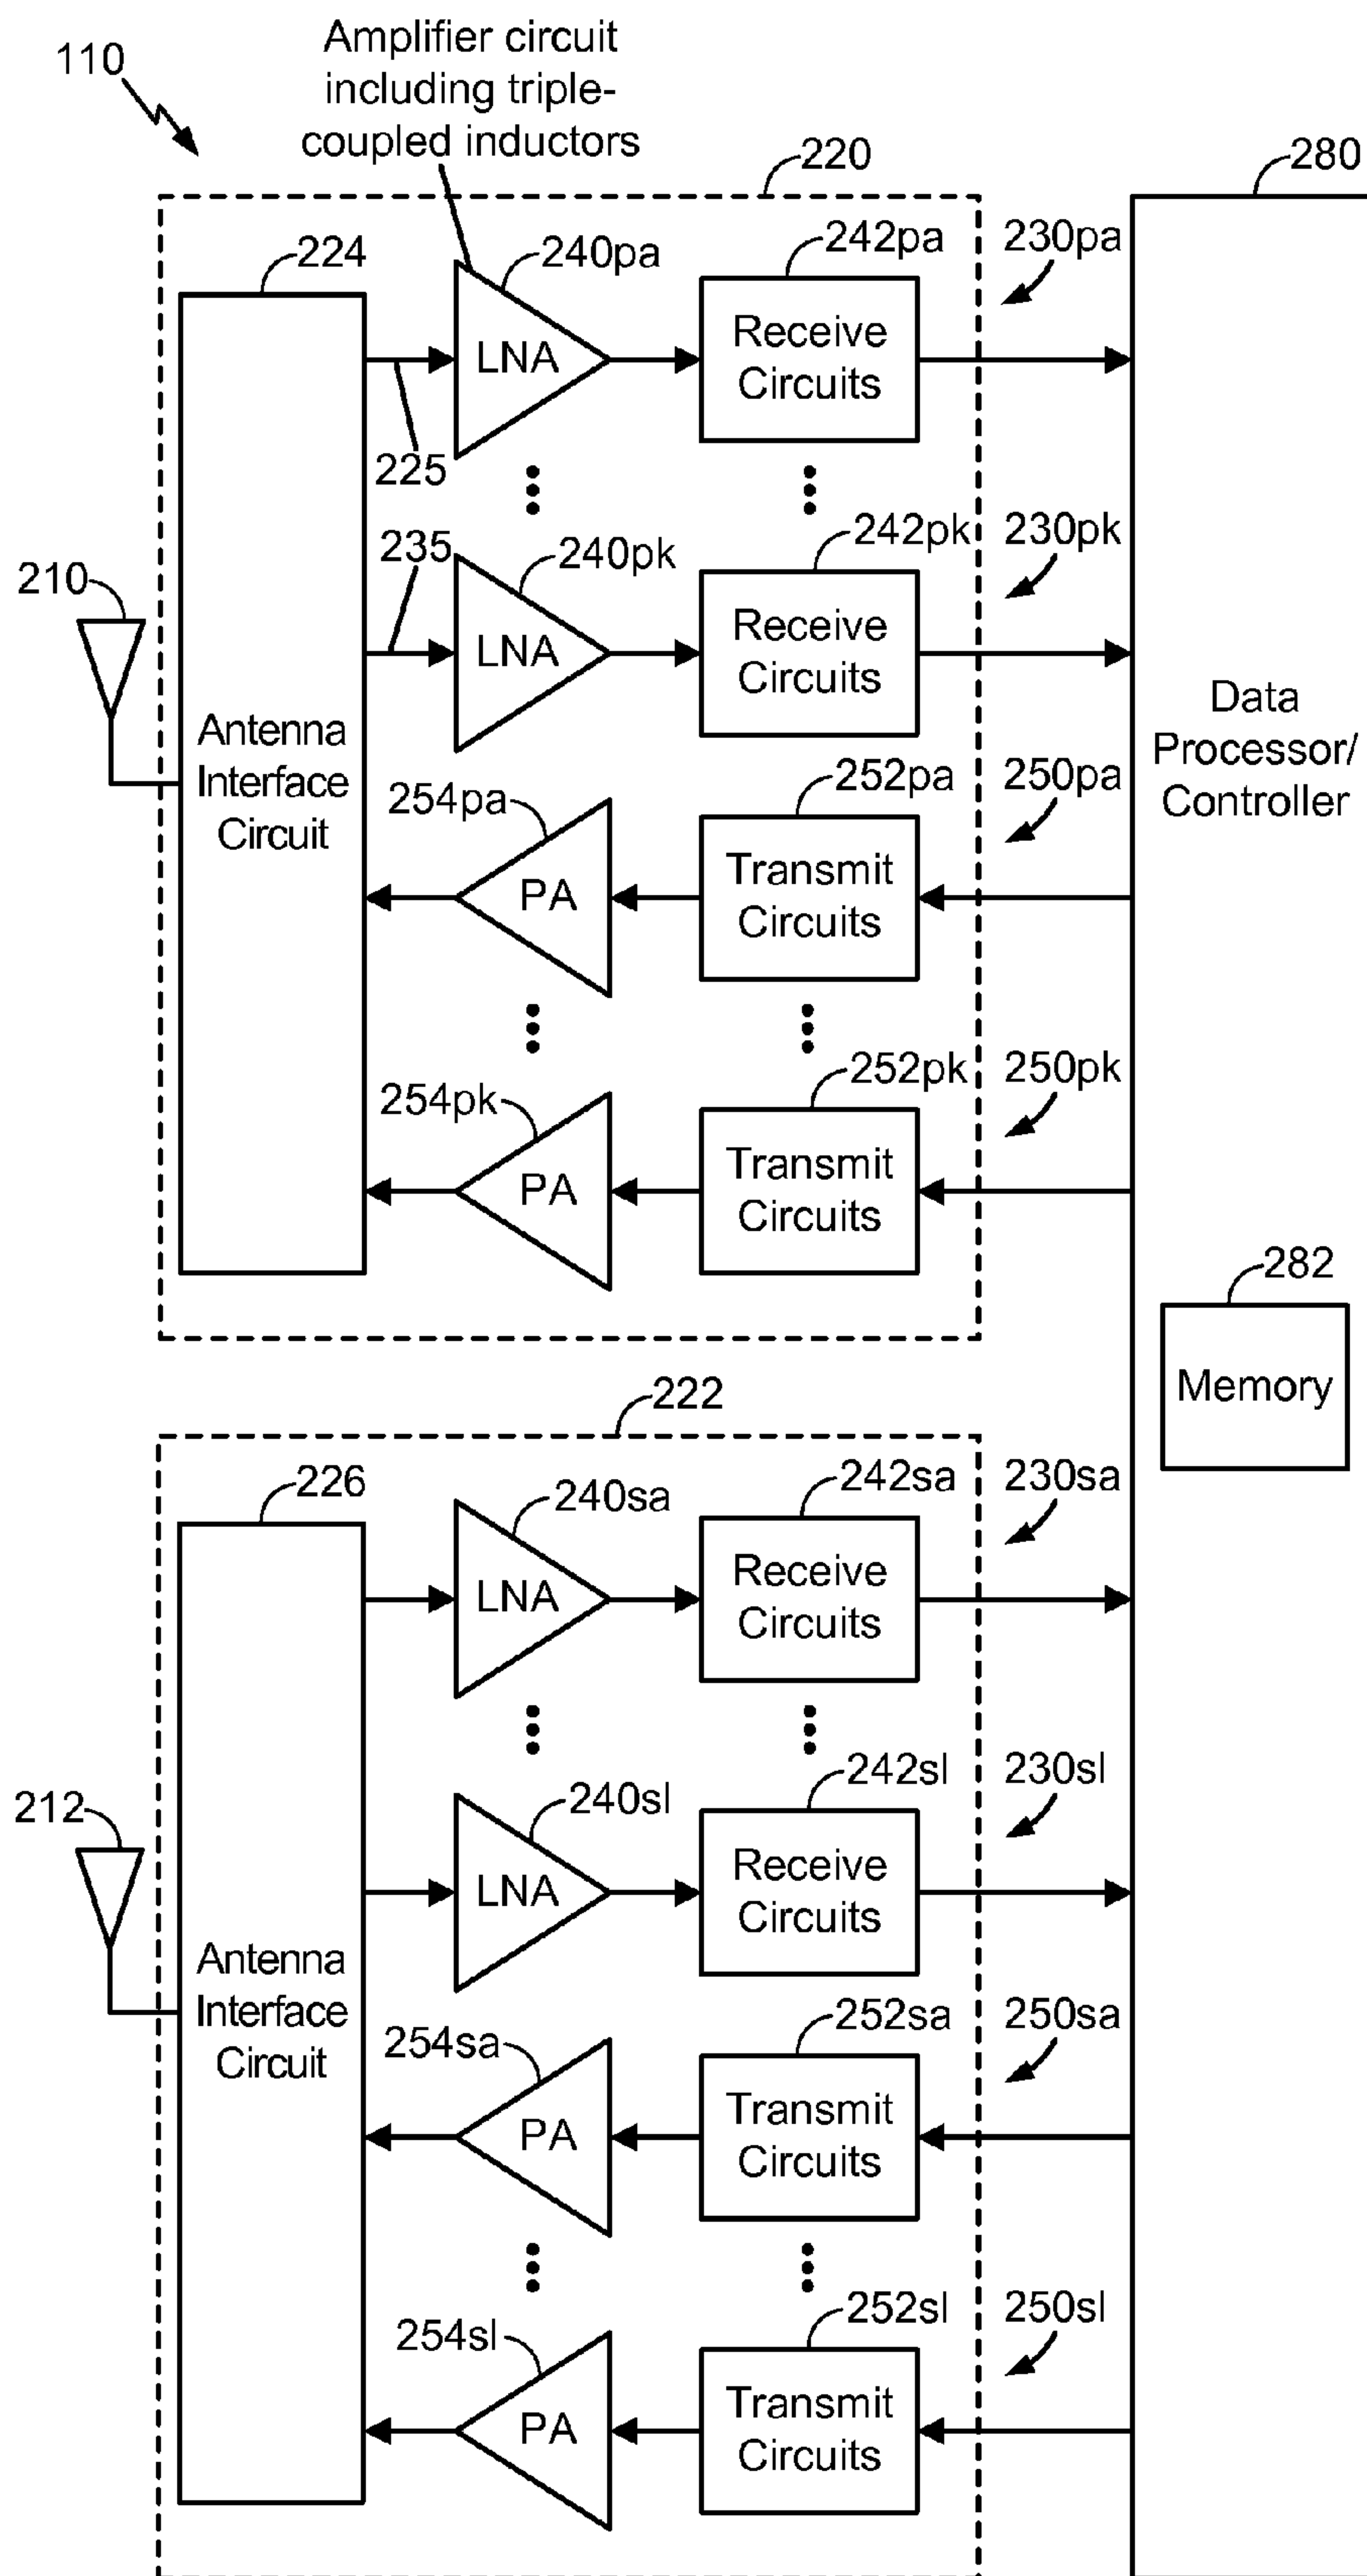 110
Amplifier circuit
including triple-
coupled inductors
220
280
224
240pa
242pa
230pa
LNA
Receive
Circuits
225
235
240pk
242pk
230pk
210
LNA
Receive
Circuits
Antenna
Interface
Circuit
Data
Processor/
Controller
254pa
252pa
250pa
PA
Transmit
Circuits
254pk
252pk
250pk
PA
Transmit
Circuits
282
Memory
222
226
240sa
242sa
230sa
LNA
Receive
Circuits
212
240sl
242sl
230sl
LNA
Receive
Circuits
Antenna
Interface
Circuit
254sa
252sa
250sa
PA
Transmit
Circuits
254sl
252sl
250sl
PA
Transmit
Circuits